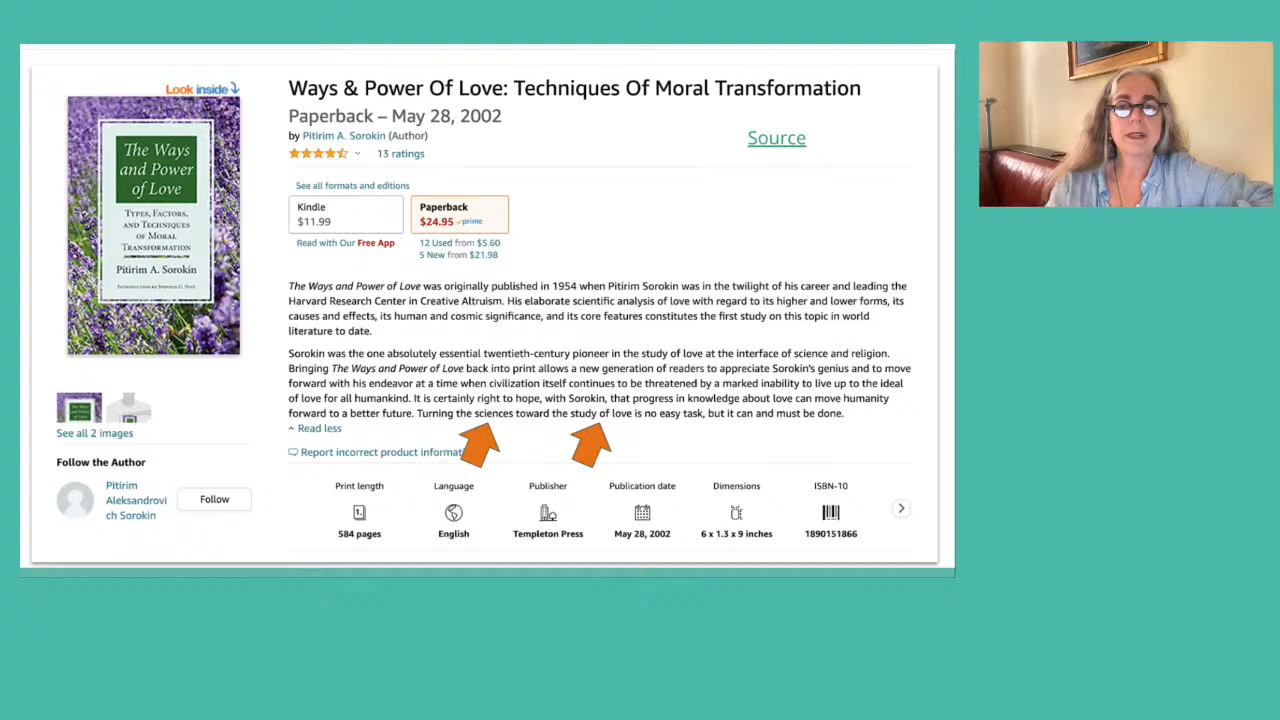 Look inside
Ways & Power Of Love: Techniques Of Moral Transformation
Paperback – May 28, 2002
by Pitirim A. Sorokin (Author)
Source
13 ratings
The Ways
and Power
of Love
TYPES, FACTORS,
AND TECHNIQUES
OF MORAL
TRANSFORMATION
Pitirim A. Sorokin
INTRODUCTION BY STEPHEN G. POST
See all formats and editions
Kindle
$11.99
Paperback
$24.95 prime
Read with Our Free App
12 Used from $5.60
5 New from $21.98
The Ways and Power of Love was originally published in 1954 when Pitirim Sorokin was in the twilight of his career and leading the
Harvard Research Center in Creative Altruism. His elaborate scientific analysis of love with regard to its higher and lower forms, its
causes and effects, its human and cosmic significance, and its core features constitutes the first study on this topic in world
literature to date.
Sorokin was the one absolutely essential twentieth-century pioneer in the study of love at the interface of science and religion.
Bringing The Ways and Power of Love back into print allows a new generation of readers to appreciate Sorokin's genius and to move
forward with his endeavor at a time when civilization itself continues to be threatened by a marked inability to live up to the ideal
of love for all humankind. It is certainly right to hope, with Sorokin, that progress in knowledge about love can move humanity
forward to a better future. Turning the sciences toward the study of love is no easy task, but it can and must be done.
Read less
Report incorrect product informat
See all 2 images
Follow the Author
Pitirim
Aleksandrovi
ch Sorokin
Follow
Print length
1.
584 pages
Language
English
Publisher
Templeton Press
Publication date
May 28, 2002
Dimensions
6 x 1.3 x 9 inches
ISBN-10
1890151866